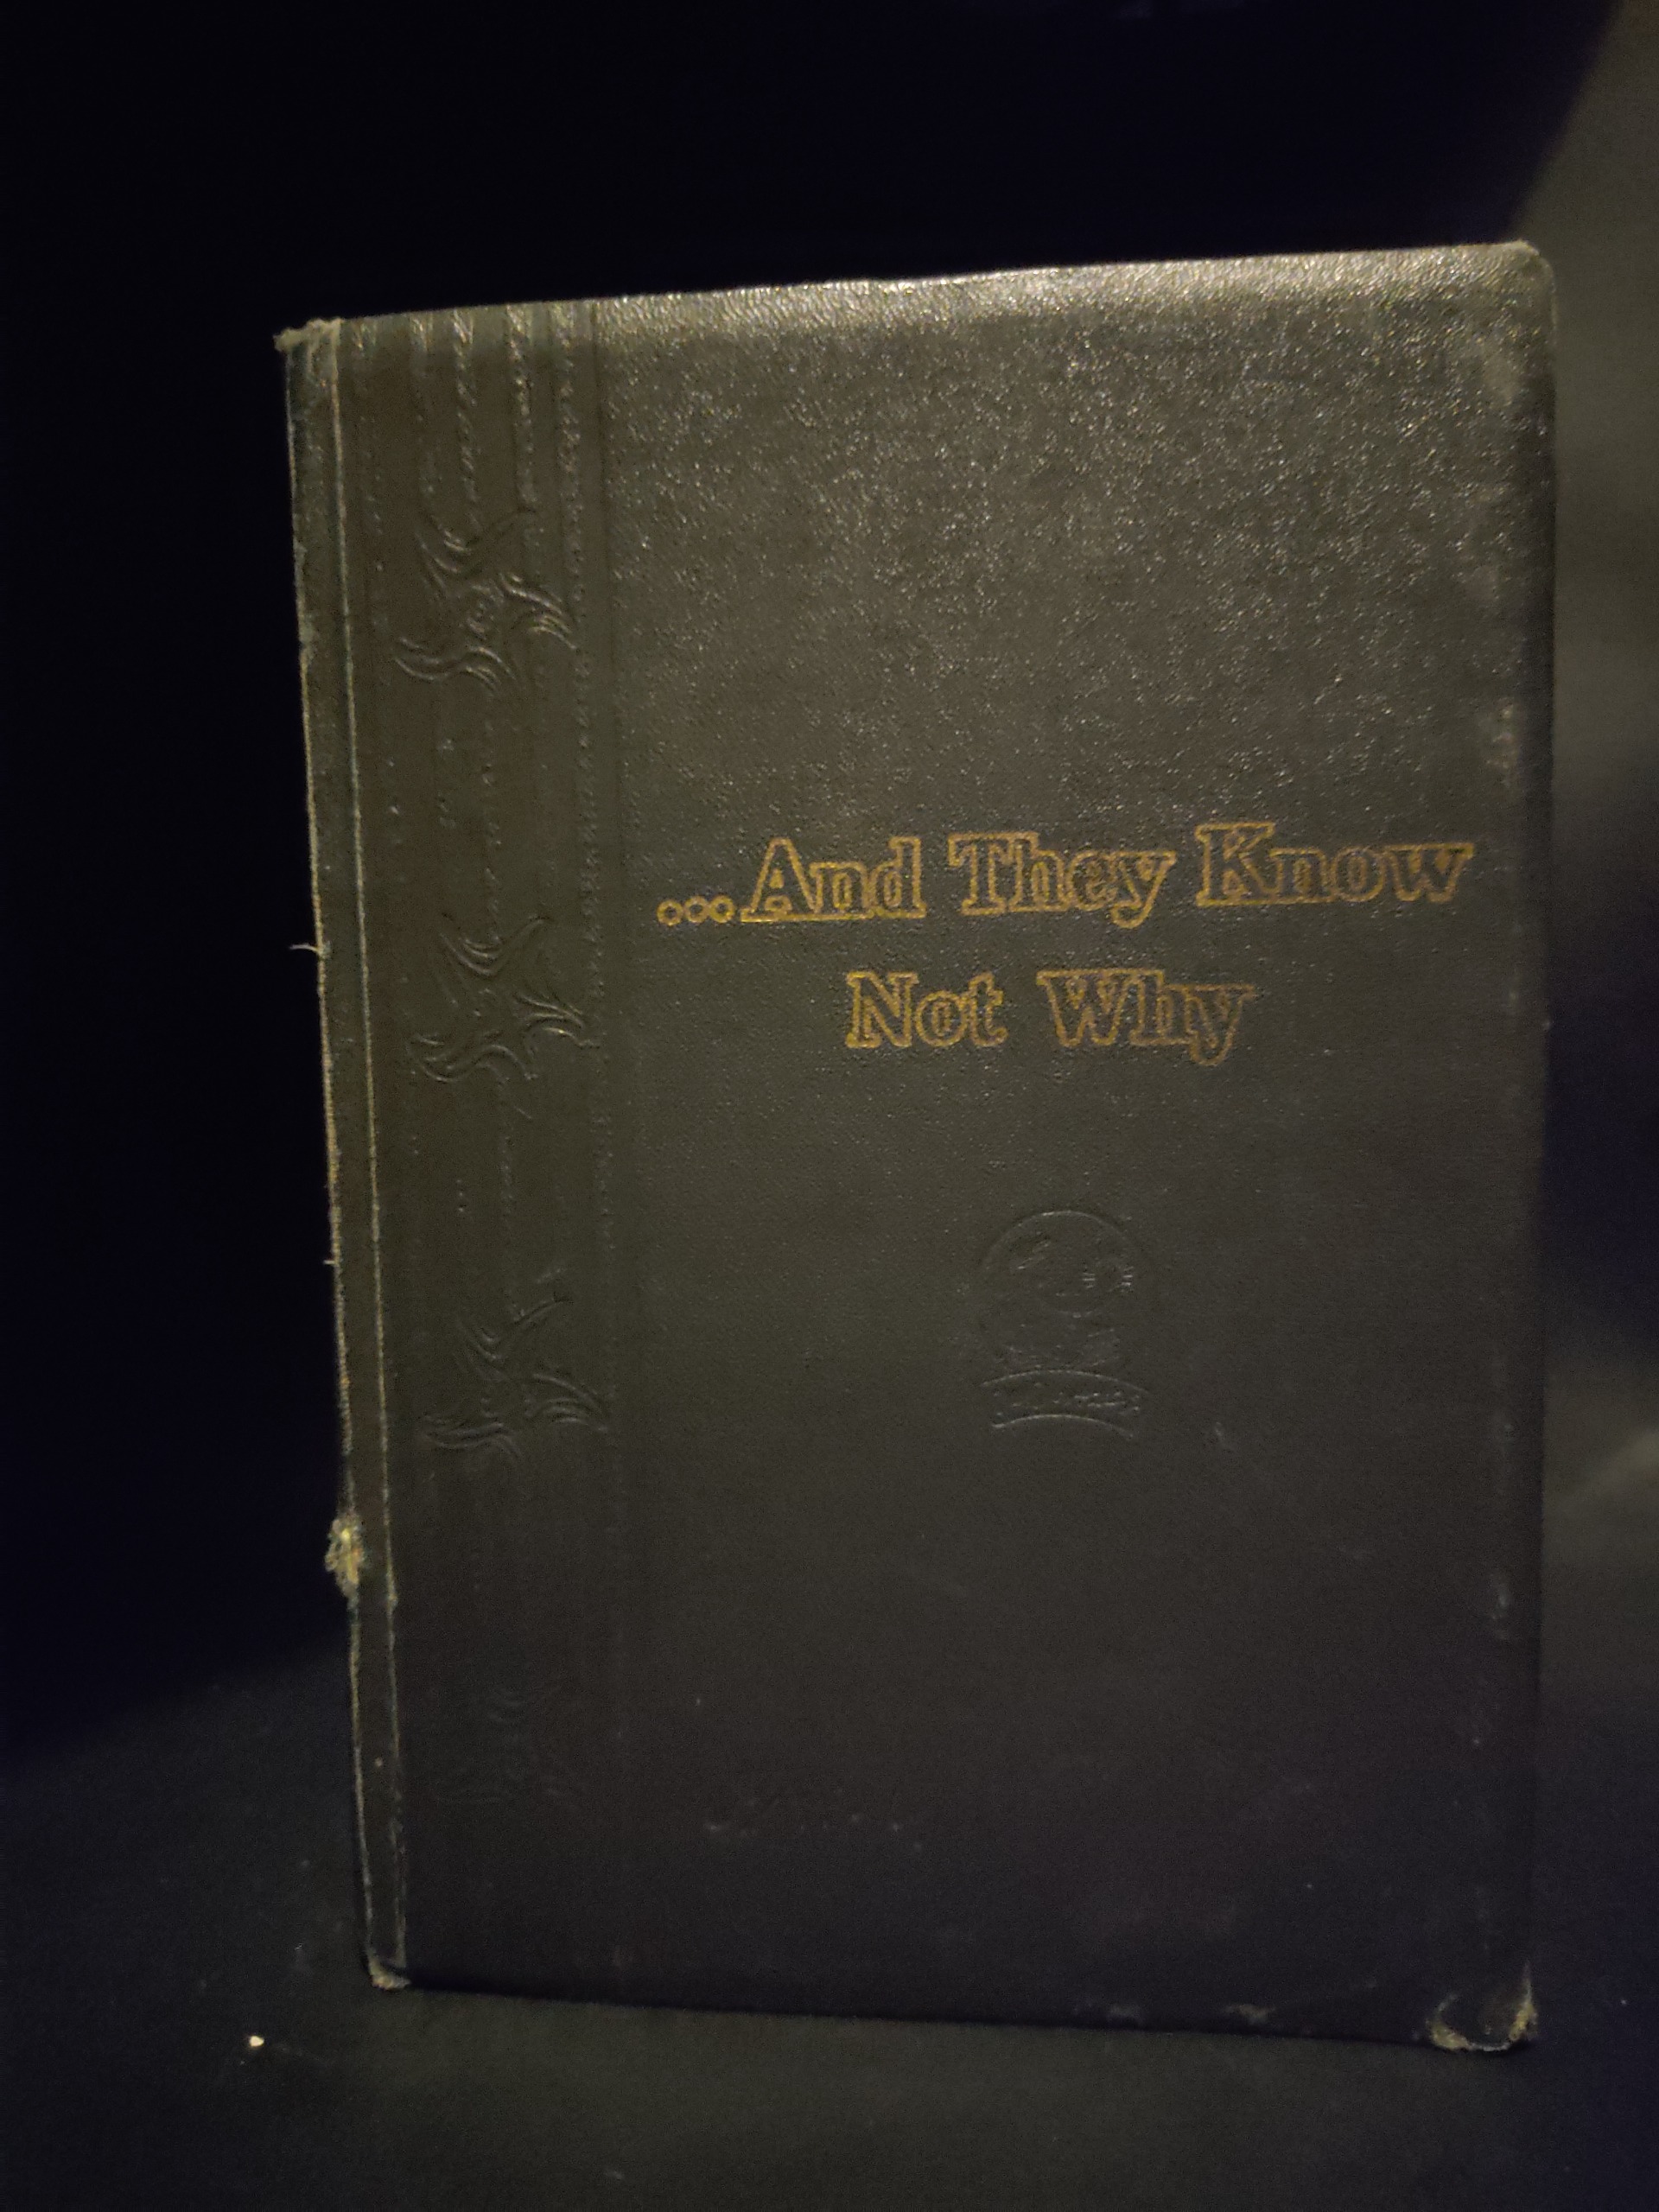 ...And They Know
Not Why